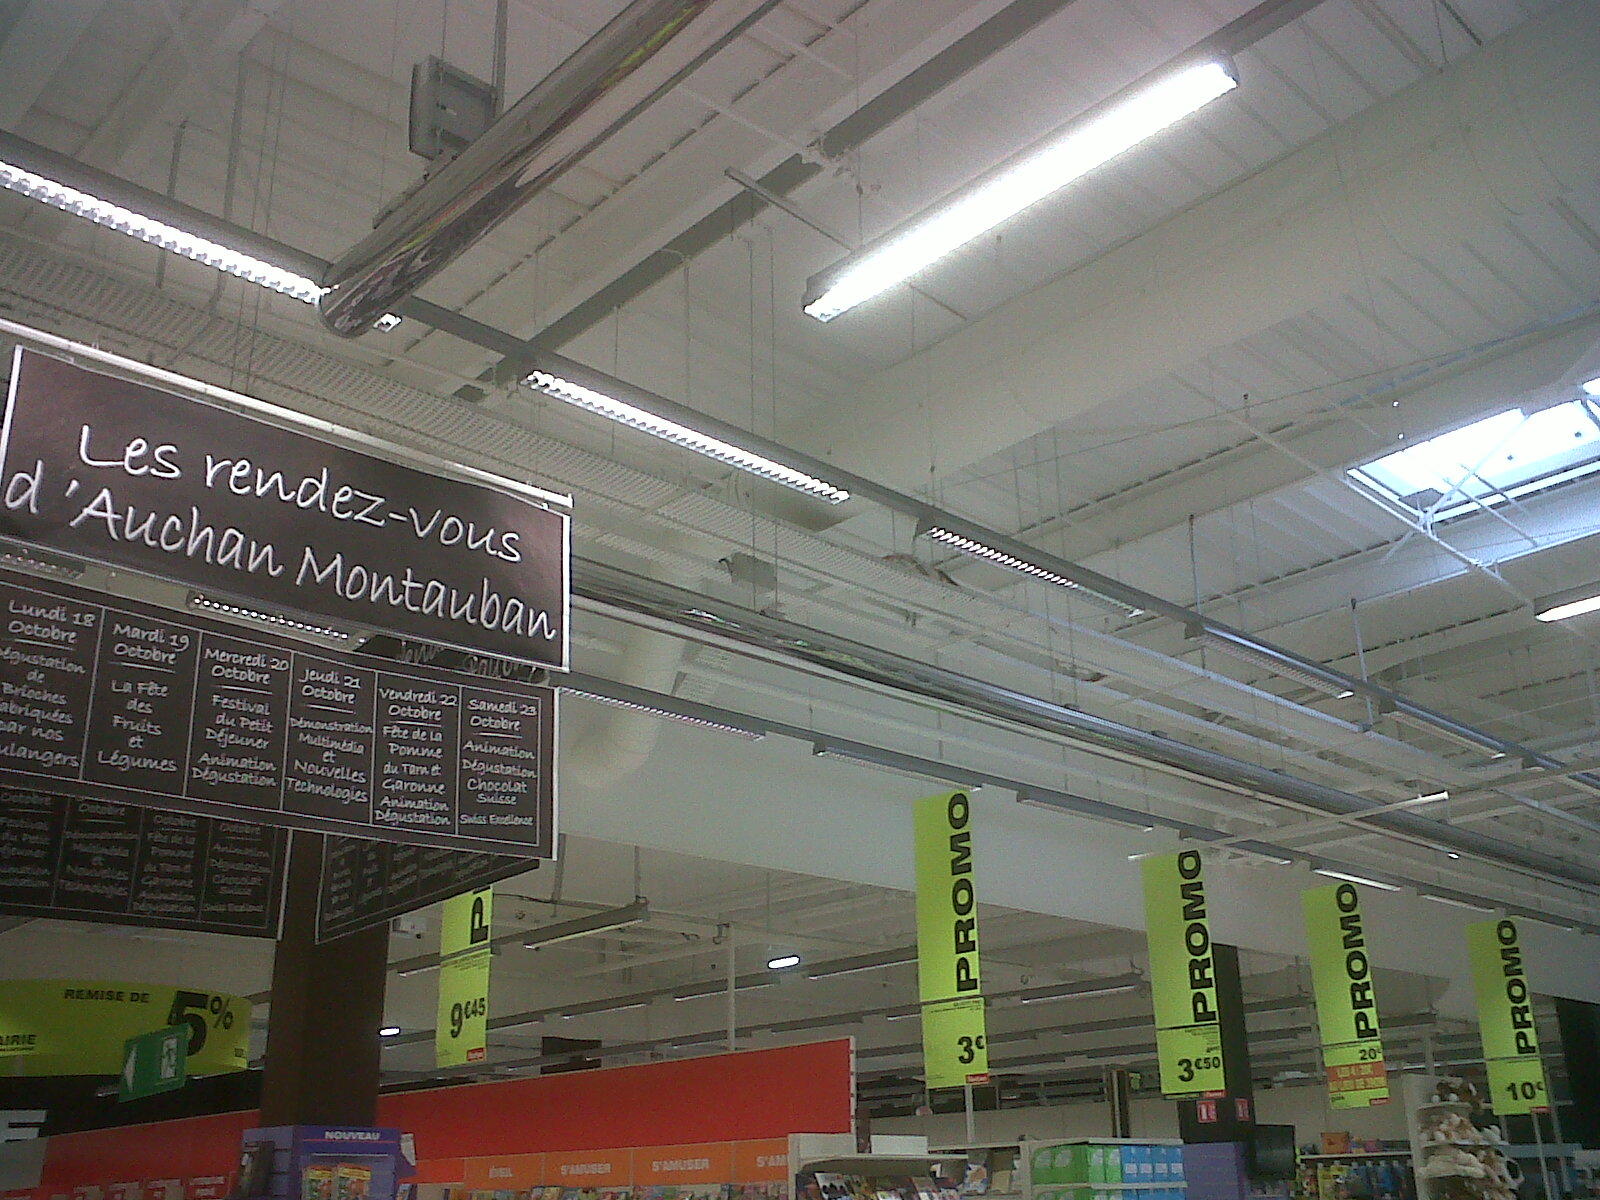 Les rendez-vous
d'Auchan Montauban
Lundi 18
Octobre
Dégustation
de
Brioches
fabriquées
par nos
Boulangers
Mardi 19
Octobre
La Fête
des
Fruits
et
Légumes
Mercredi 20
Octobre
Festival
du Petit
Déjeuner
Animation
Dégustation
Jeudi 21
Octobre
Démonstration
Multimédia
et
Nouvelles
Technologies
Vendredi 22
Octobre
Fête de la
Pomme
du Tarn et
Garonne
Animation
Dégustation
Samedi 23
Octobre
Animation
Dégustation
Chocolat
Suisse
Swiss Excellence
REMISE DE
5%
9€45
PROMO
3€
PROMO
3€50
PROMO
20€
PROMO
10€
NOUVEAU
ÉVEIL
S'AMUSER
S'AMUSER